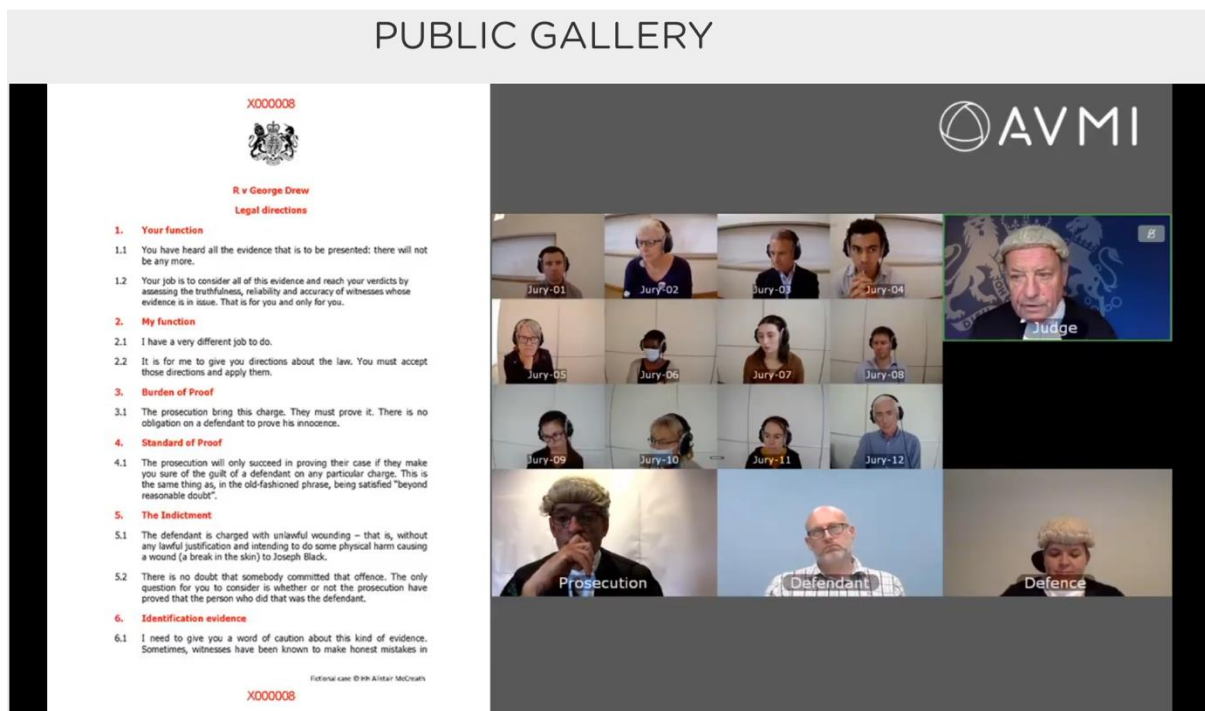 PUBLIC GALLERY
X000008
R v George Drew
Legal directions
1. Your function
1.1 You have heard all the evidence that is to be presented: there will not
be any more.
1.2 Your job is to consider all of this evidence and reach your verdicts by
assessing the truthfulness, reliability and accuracy of witnesses whose
evidence is in issue. That is for you and only for you.
2. My function
2.1 I have a very different job to do.
2.2 It is for me to give you directions about the law. You must accept
those directions and apply them.
3. Burden of Proof
3.1 The prosecution bring this charge. They must prove it. There is no
obligation on a defendant to prove his innocence.
4. Standard of Proof
4.1 The prosecution will only succeed in proving their case if they make
you sure of the guilt of a defendant on any particular charge. This is
the same thing as, in the old-fashioned phrase, being satisfied "beyond
reasonable doubt".
5. The Indictment
5.1 The defendant is charged with unlawful wounding – that is, without
any lawful justification and intending to do some physical harm causing
a wound (a break in the skin) to Joseph Black.
5.2 There is no doubt that somebody committed that offence. The only
question for you to consider is whether or not the prosecution have
proved that the person who did that was the defendant.
6. Identification evidence
6.1 I need to give you a word of caution about this kind of evidence.
Sometimes, witnesses have been known to make honest mistakes in
Fictional case © HH Alistair McCreath
X000008
AVMI
Jury-01 Jury-02 Jury-03 Jury-04
Judge
Jury-05 Jury-06 Jury-07 Jury-08
Jury-09 Jury-10 Jury-11 Jury-12
Prosecution Defendant Defence